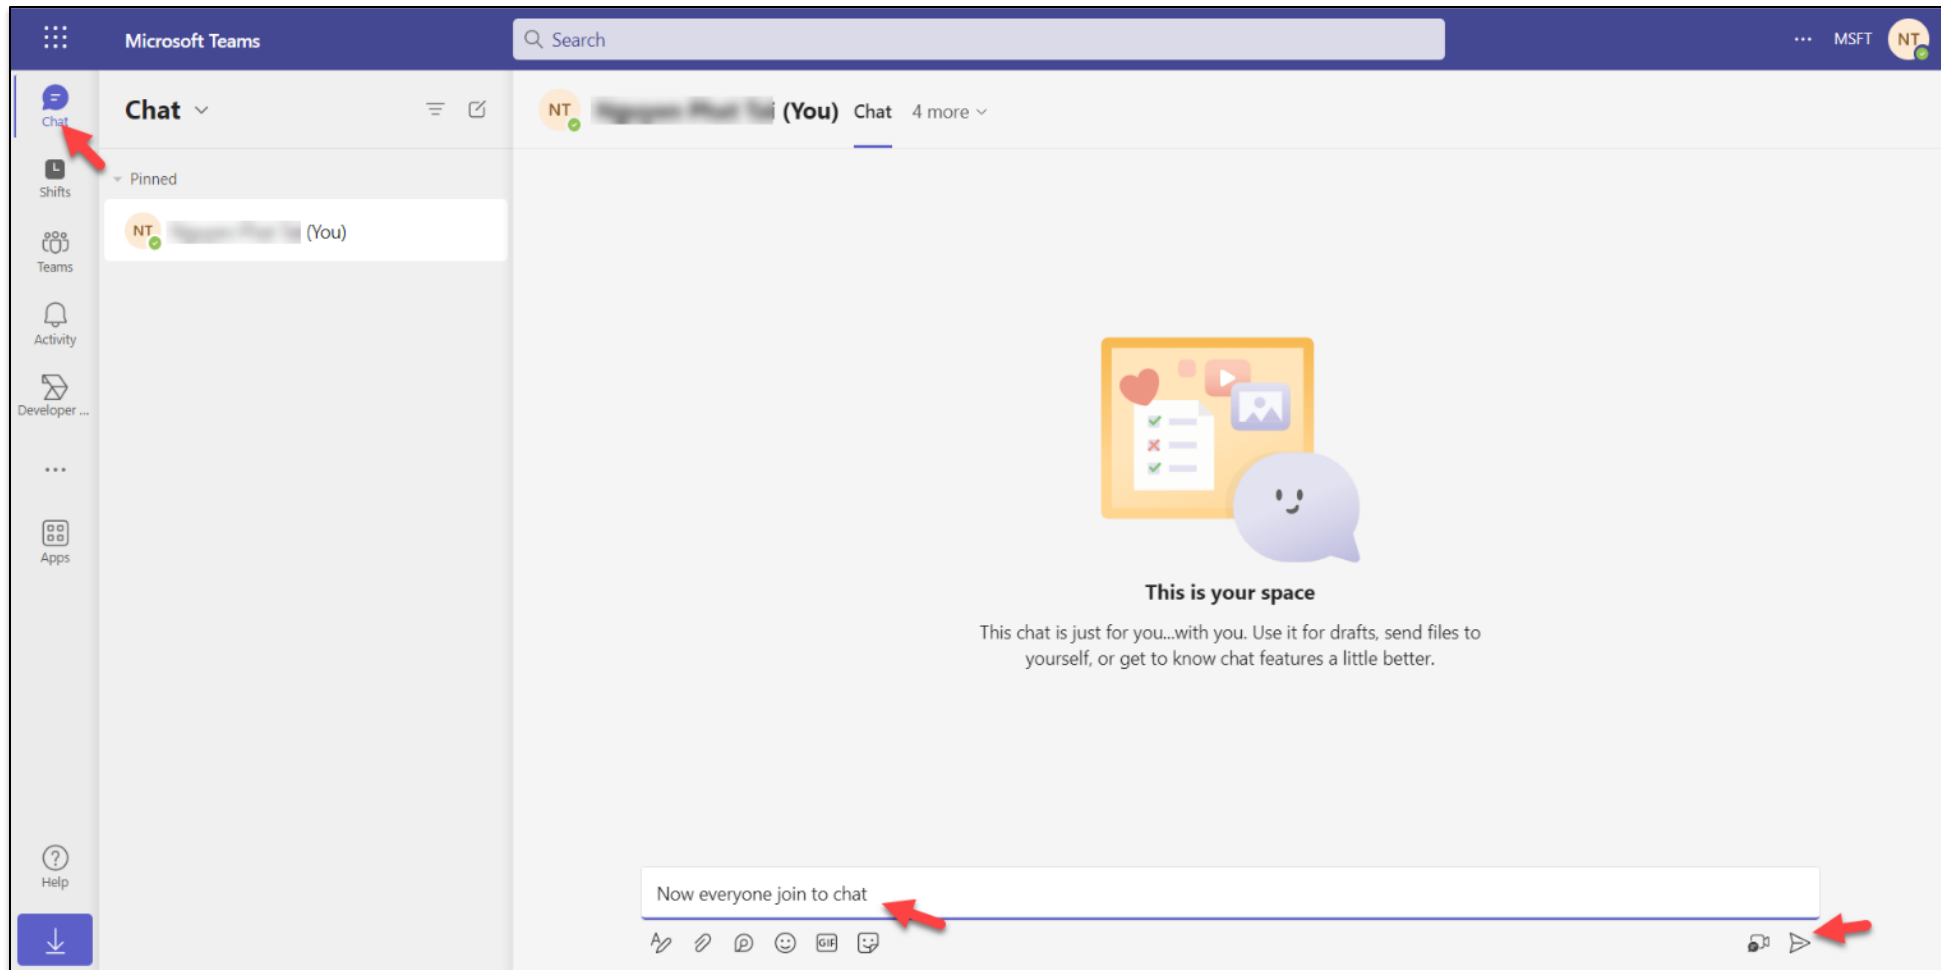 Microsoft Teams
Search
MSFT
NT
Chat
Shifts
Teams
Activity
Developer ...
Apps
Help
Chat
Pinned
NT (You)
NT (You) Chat 4 more
This is your space
This chat is just for you...with you. Use it for drafts, send files to
yourself, or get to know chat features a little better.
Now everyone join to chat
GIF